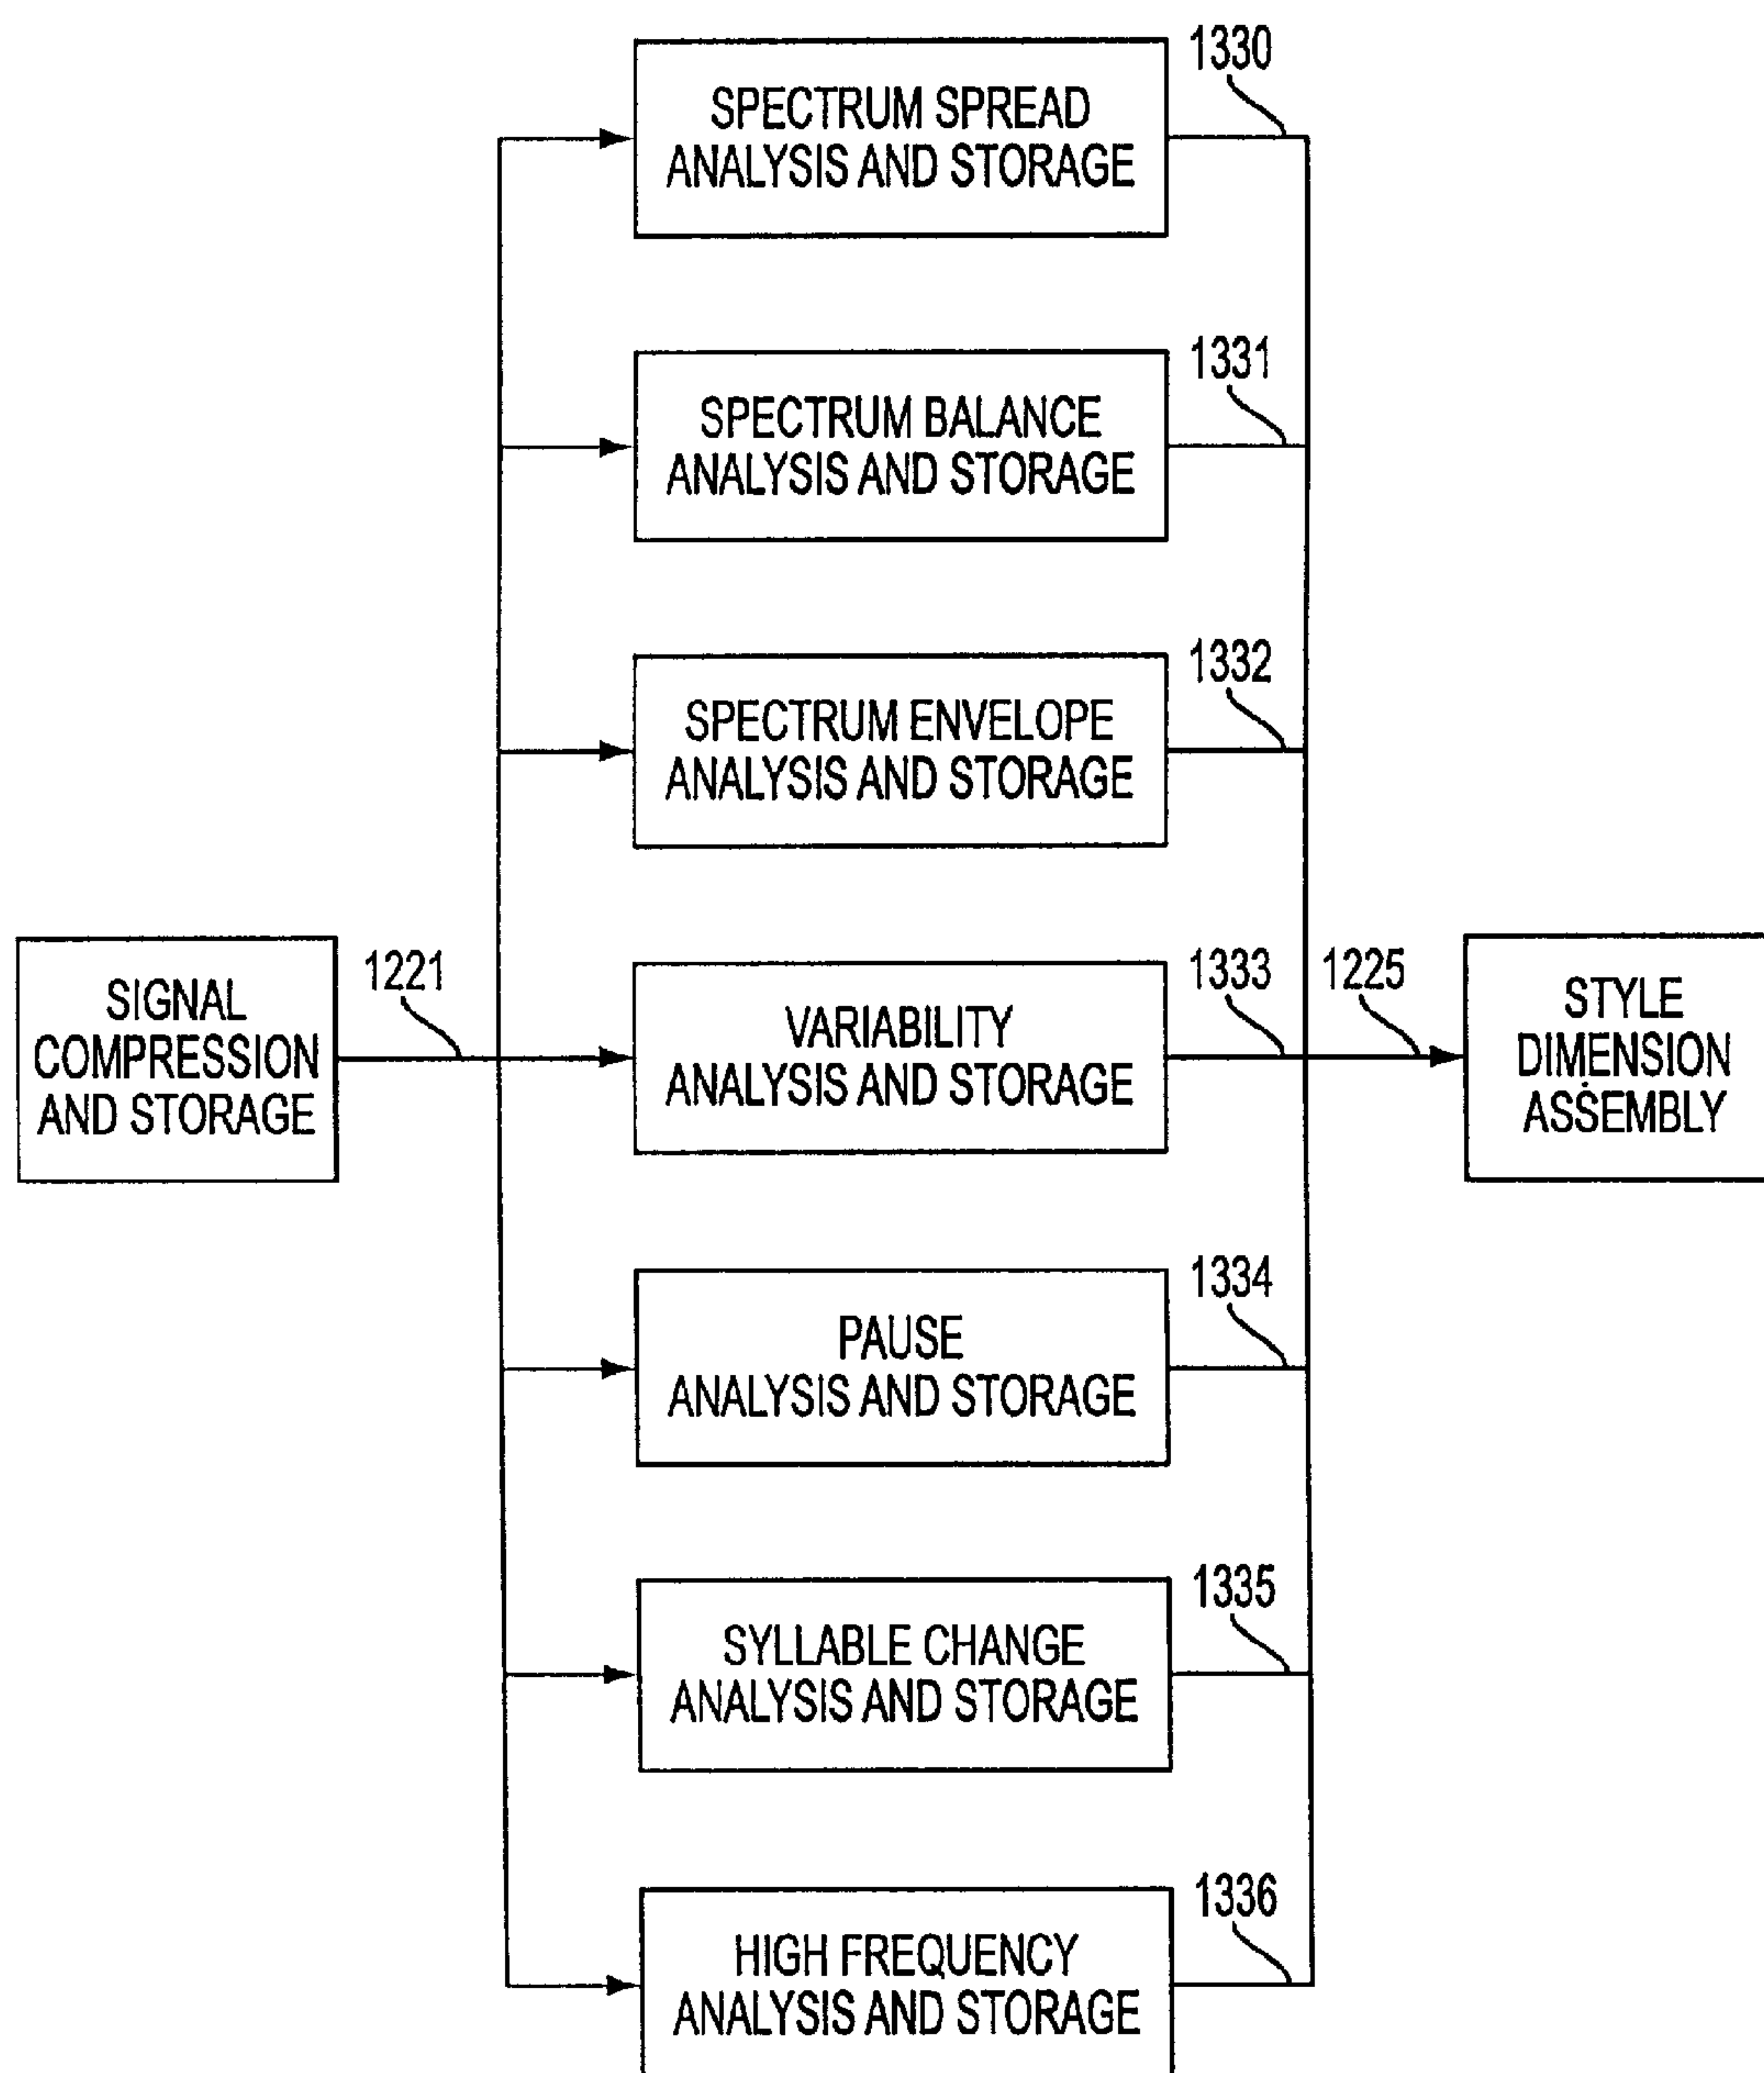 1330
SPECTRUM SPREAD
ANALYSIS AND STORAGE
1331
SPECTRUM BALANCE
ANALYSIS AND STORAGE
1332
SPECTRUM ENVELOPE
ANALYSIS AND STORAGE
SIGNAL
COMPRESSION
AND STORAGE
1221
VARIABILITY
ANALYSIS AND STORAGE
1333
1225
STYLE
DIMENSION
ASSEMBLY
1334
PAUSE
ANALYSIS AND STORAGE
1335
SYLLABLE CHANGE
ANALYSIS AND STORAGE
1336
HIGH FREQUENCY
ANALYSIS AND STORAGE